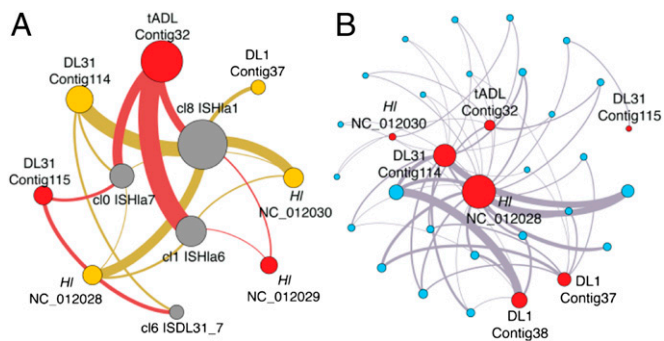 A
tADL
Contig32
DL31
Contig114
DL1
Contig37
cl8 ISHla1
DL31
Contig115
cl0 ISHla7
Hl
NC_012030
cl1 ISHla6
Hl
NC_012028
Hl
NC_012029
cl6 ISDL31_7
B
tADL
Contig32
DL31
Contig115
Hl
NC_012030
DL31
Contig114
Hl
NC_012028
DL1
Contig37
DL1
Contig38